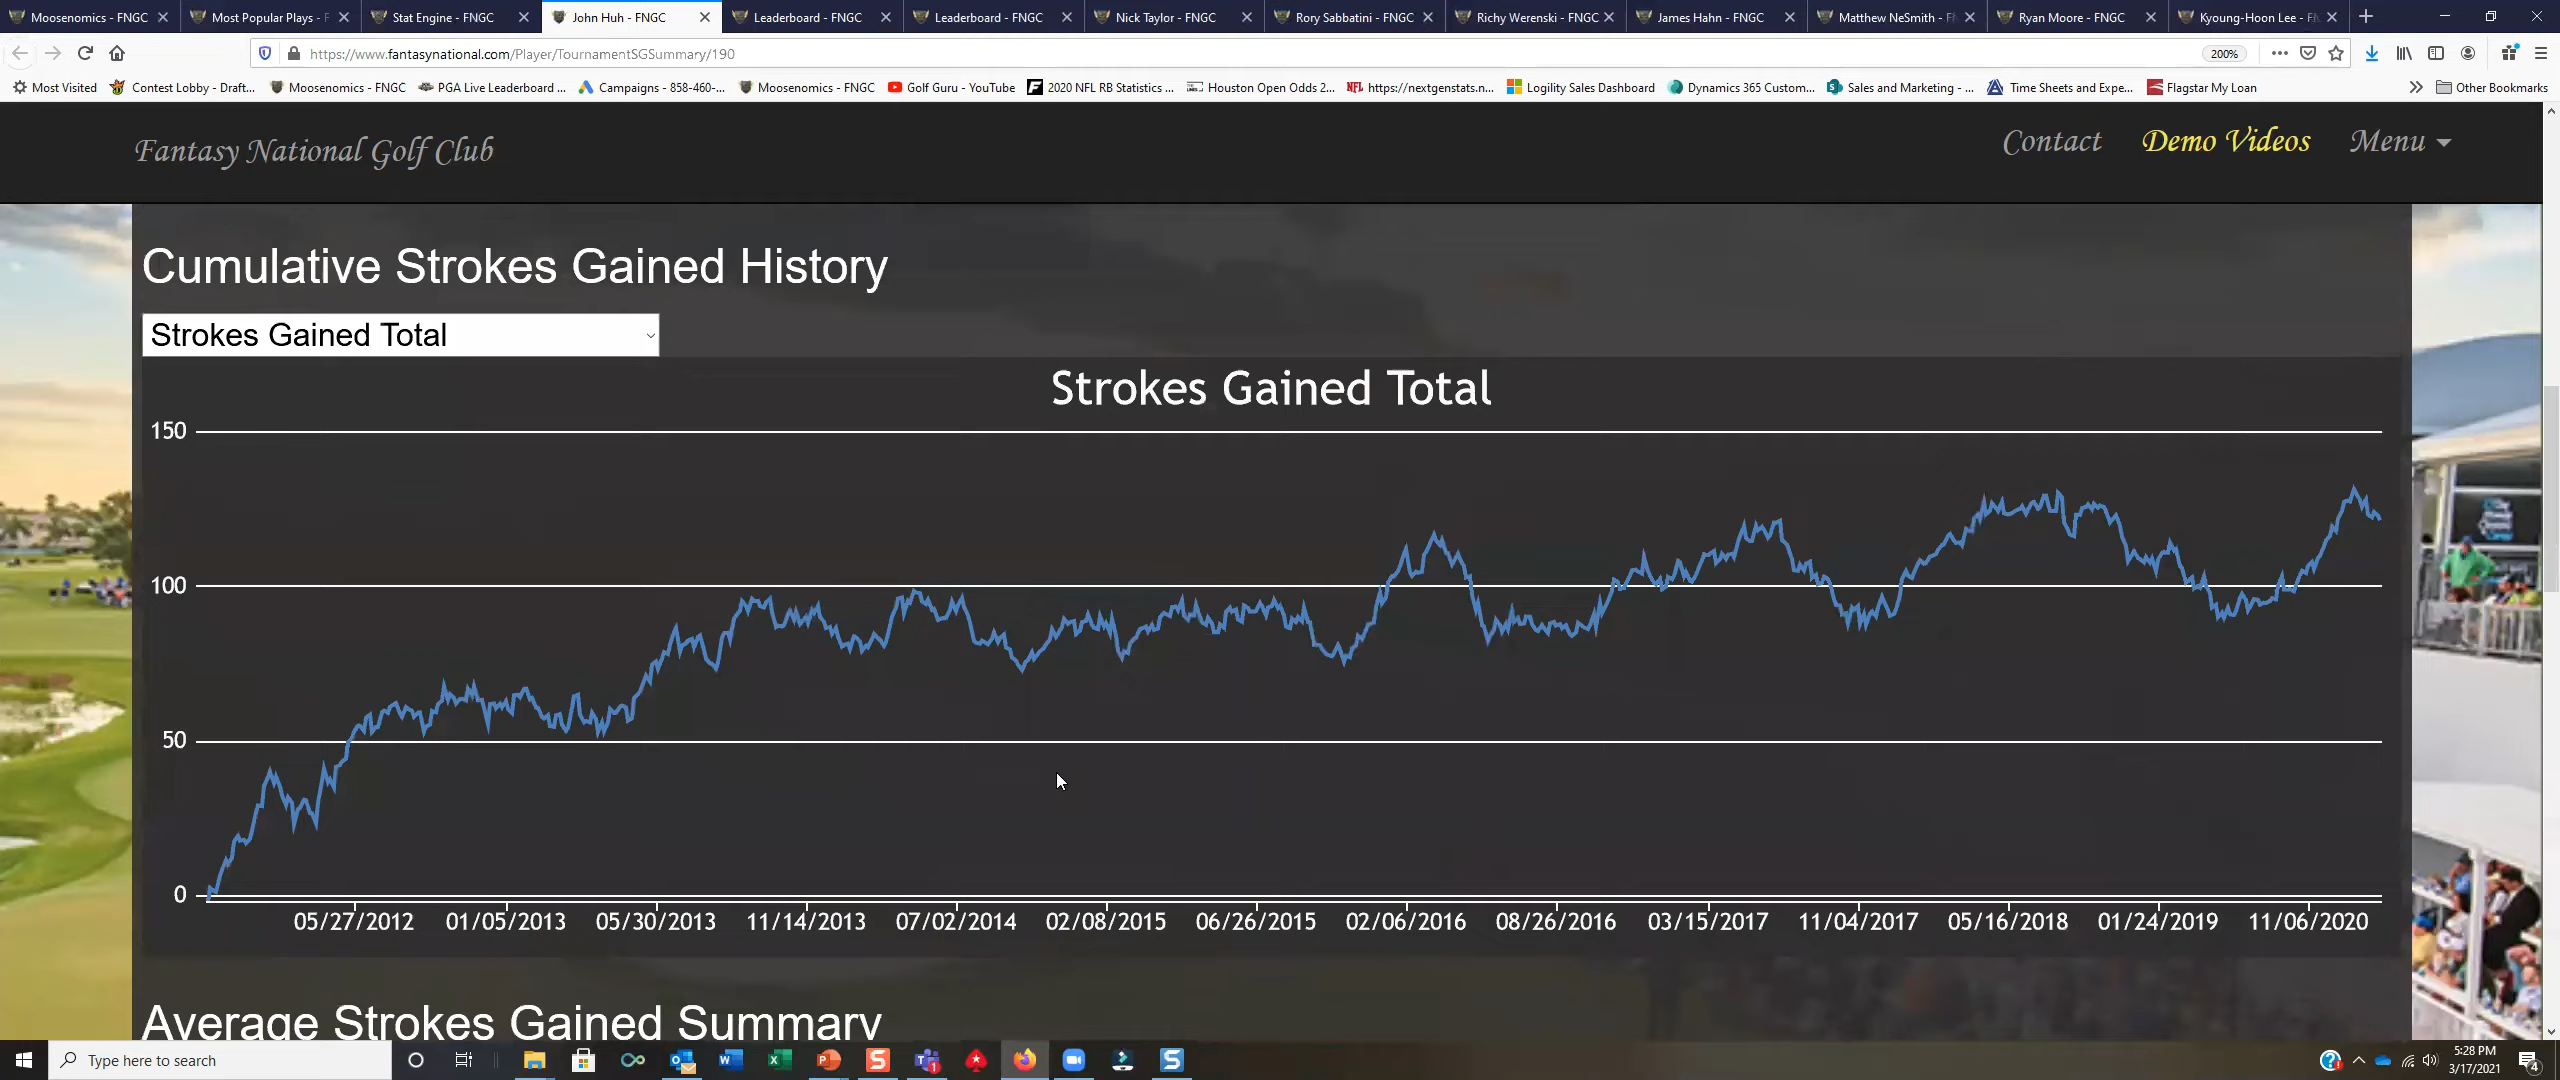 Moosenomics - FNGC
Most Popular Plays - F
Stat Engine - FNGC
John Huh - FNGC
Leaderboard - FNGC
Leaderboard - FNGC
Nick Taylor - FNGC
Rory Sabbatini - FNGC
Richy Werenski - FNGC
James Hahn - FNGC
Matthew NeSmith - FN
Ryan Moore - FNGC
Kyoung-Hoon Lee - FN
https://www.fantasynational.com/Player/TournamentSGSummary/190
200%
Most Visited
Contest Lobby - Draft...
Moosenomics - FNGC
PGA Live Leaderboard ...
Campaigns - 858-460-...
Moosenomics - FNGC
Golf Guru - YouTube
2020 NFL RB Statistics ...
Houston Open Odds 2...
https://nextgenstats.n...
Logility Sales Dashboard
Dynamics 365 Custom...
Sales and Marketing - ...
Time Sheets and Expe...
Flagstar My Loan
Other Bookmarks
Fantasy National Golf Club
Contact
Demo Videos
Menu
Cumulative Strokes Gained History
Strokes Gained Total
Strokes Gained Total
150
100
50
0
05/27/2012
01/05/2013
05/30/2013
11/14/2013
07/02/2014
02/08/2015
06/26/2015
02/06/2016
08/26/2016
03/15/2017
11/04/2017
05/16/2018
01/24/2019
11/06/2020
Average Strokes Gained Summary
Type here to search
5:28 PM
3/17/2021